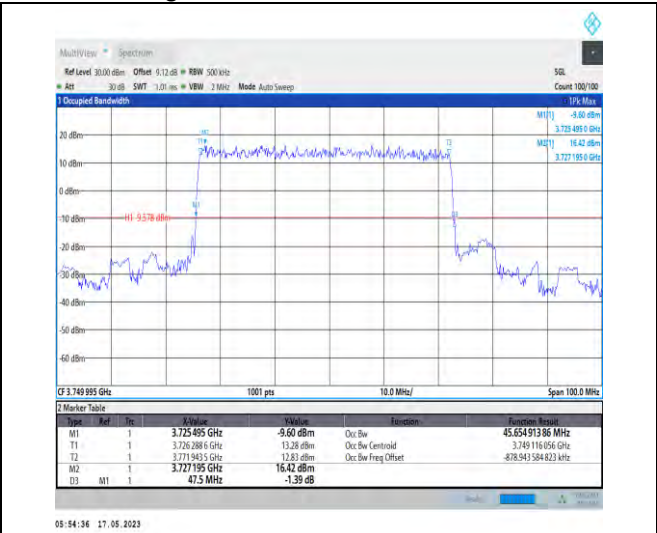 MultiView Spectrum
Ref Level 30.00 dBm Offset 9.12 dB RBW 500 kHz SGL
Att 30 dB SWT 1.01 ms VBW 2 MHz Mode Auto Sweep Count 100/100
1 Occupied Bandwidth 1Pk Max
M1[1] -9.60 dBm
3.725 495 0 GHz
M2[1] 16.42 dBm
3.727 195 0 GHz
20 dBm
M2
T1
T2
10 dBm
0 dBm
M1
D3
-10 dBm
H1 -9.578 dBm
-20 dBm
-30 dBm
-40 dBm
-50 dBm
-60 dBm
CF 3.749 995 GHz 1001 pts 10.0 MHz/ Span 100.0 MHz
2 Marker Table
Type Ref Trc X-Value Y-Value Function Function Result
M1 1 3.725 495 GHz -9.60 dBm Occ Bw 45.654 913 86 MHz
T1 1 3.726 288 6 GHz 13.28 dBm Occ Bw Centroid 3.749 116 056 GHz
T2 1 3.771 943 5 GHz 12.83 dBm Occ Bw Freq Offset -878.943 584 823 kHz
M2 1 3.727 195 GHz 16.42 dBm
D3 M1 1 47.5 MHz -1.39 dB
05:54:36 17.05.2023